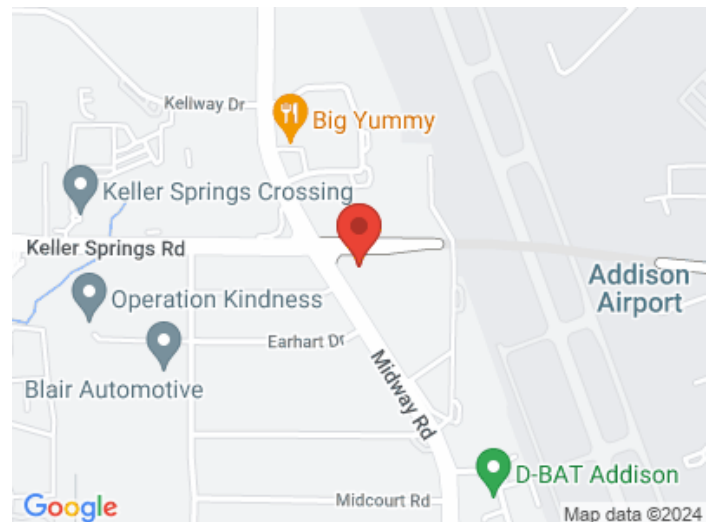 Kellway Dr
Big Yummy
Keller Springs Crossing
Keller Springs Rd
Addison
Airport
Operation Kindness
Earhart Dr
Blair Automotive
Midway Rd
D-BAT Addison
Midcourt Rd
Google
Map data ©2024